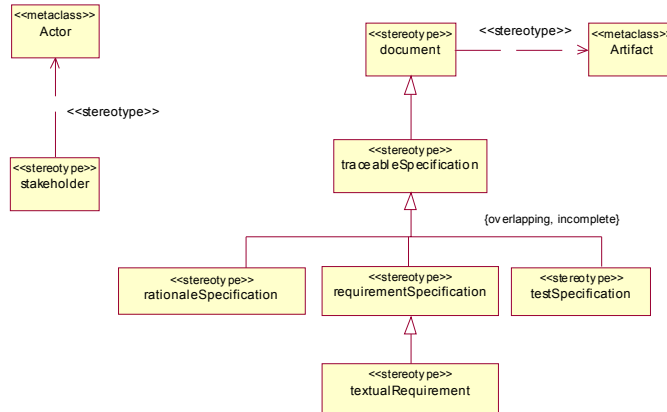 <<metaclass>>
Actor
<<stereotype>>
<<stereotype>>
stakeholder
<<stereotype>>
document
<<stereotype>>
<<metaclass>>
Artifact
<<stereotype>>
traceableSpecification
{overlapping, incomplete}
<<stereotype>>
rationaleSpecification
<<stereotype>>
requirementSpecification
<<stereotype>>
testSpecification
<<stereotype>>
textualRequirement